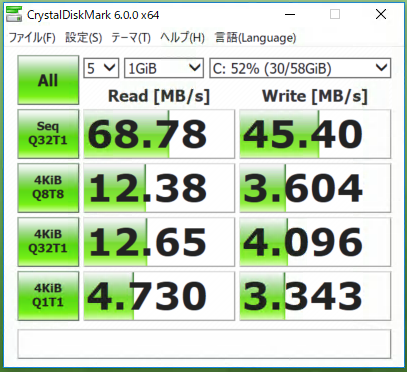 CrystalDiskMark 6.0.0 x64
ファイル(F) 設定(S) テーマ(T) ヘルプ(H) 言語(Language)
All 5 1GiB C: 52% (30/58GiB)
Read [MB/s] Write [MB/s]
Seq Q32T1 68.78 45.40
4KiB Q8T8 12.38 3.604
4KiB Q32T1 12.65 4.096
4KiB Q1T1 4.730 3.343